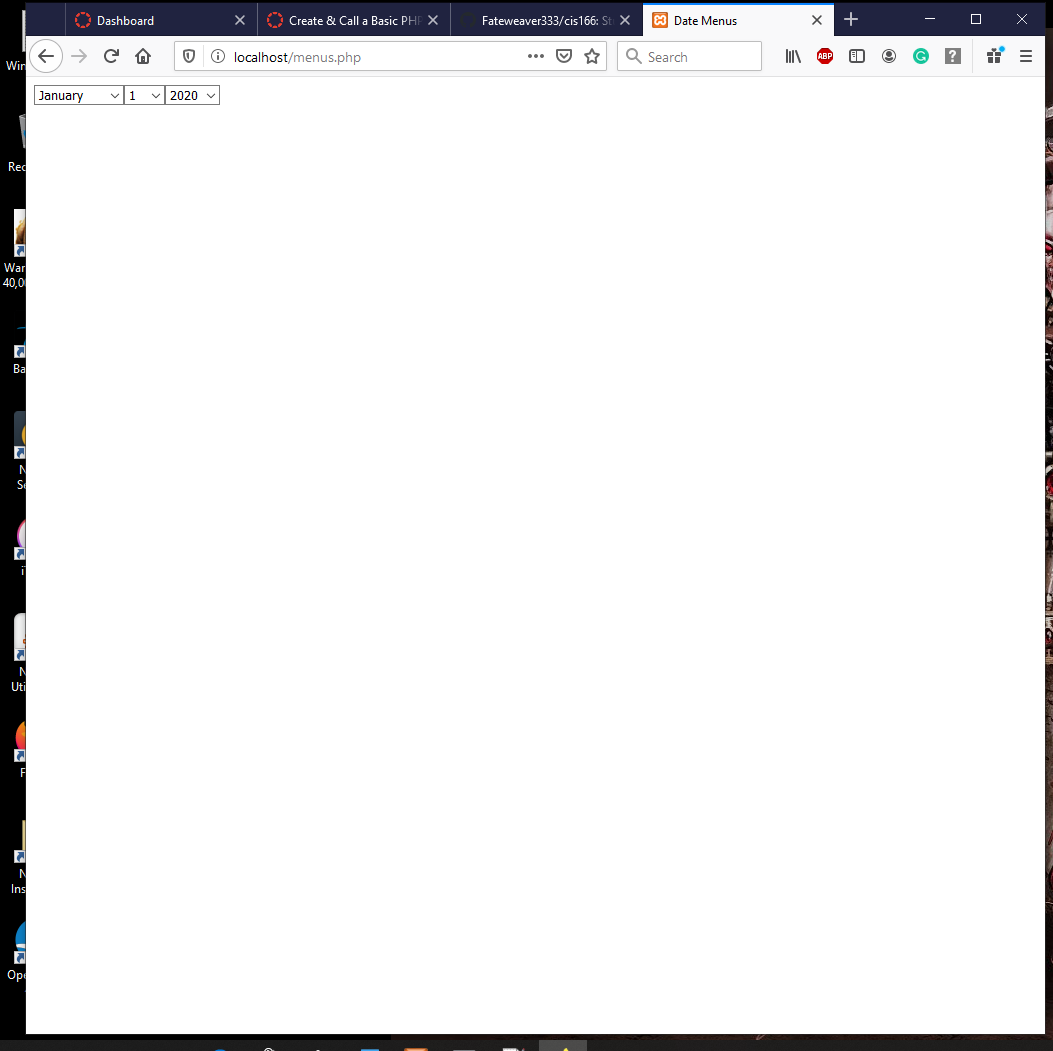 Dashboard
Create & Call a Basic PHP
Fateweaver333/cis166: St
Date Menus
localhost/menus.php
Search
ABP
January
1
2020
Win
Rec
War
40,0
Ba
N
Se
i
N
Uti
F
N
Ins
Ope